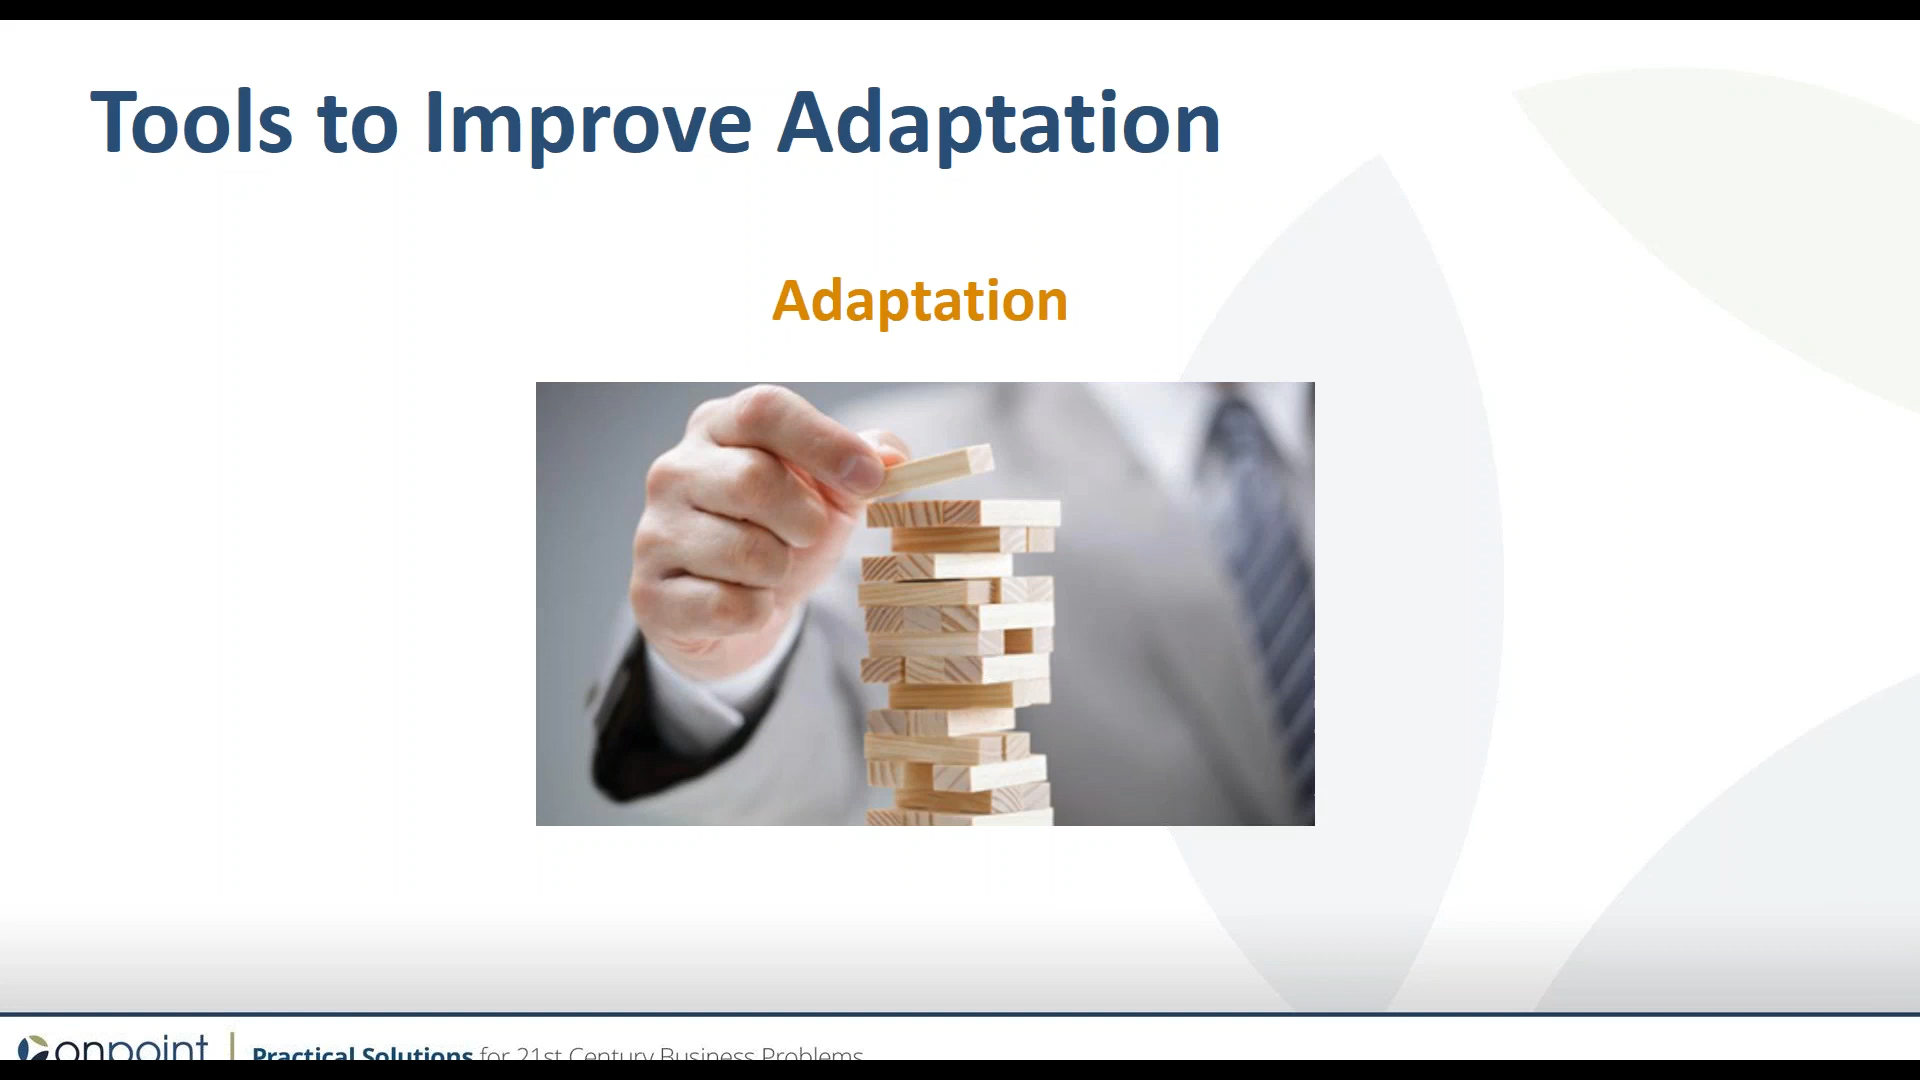 Tools to Improve Adaptation
Adaptation
onpoint
Practical Solutions for 21st Century Business Problems